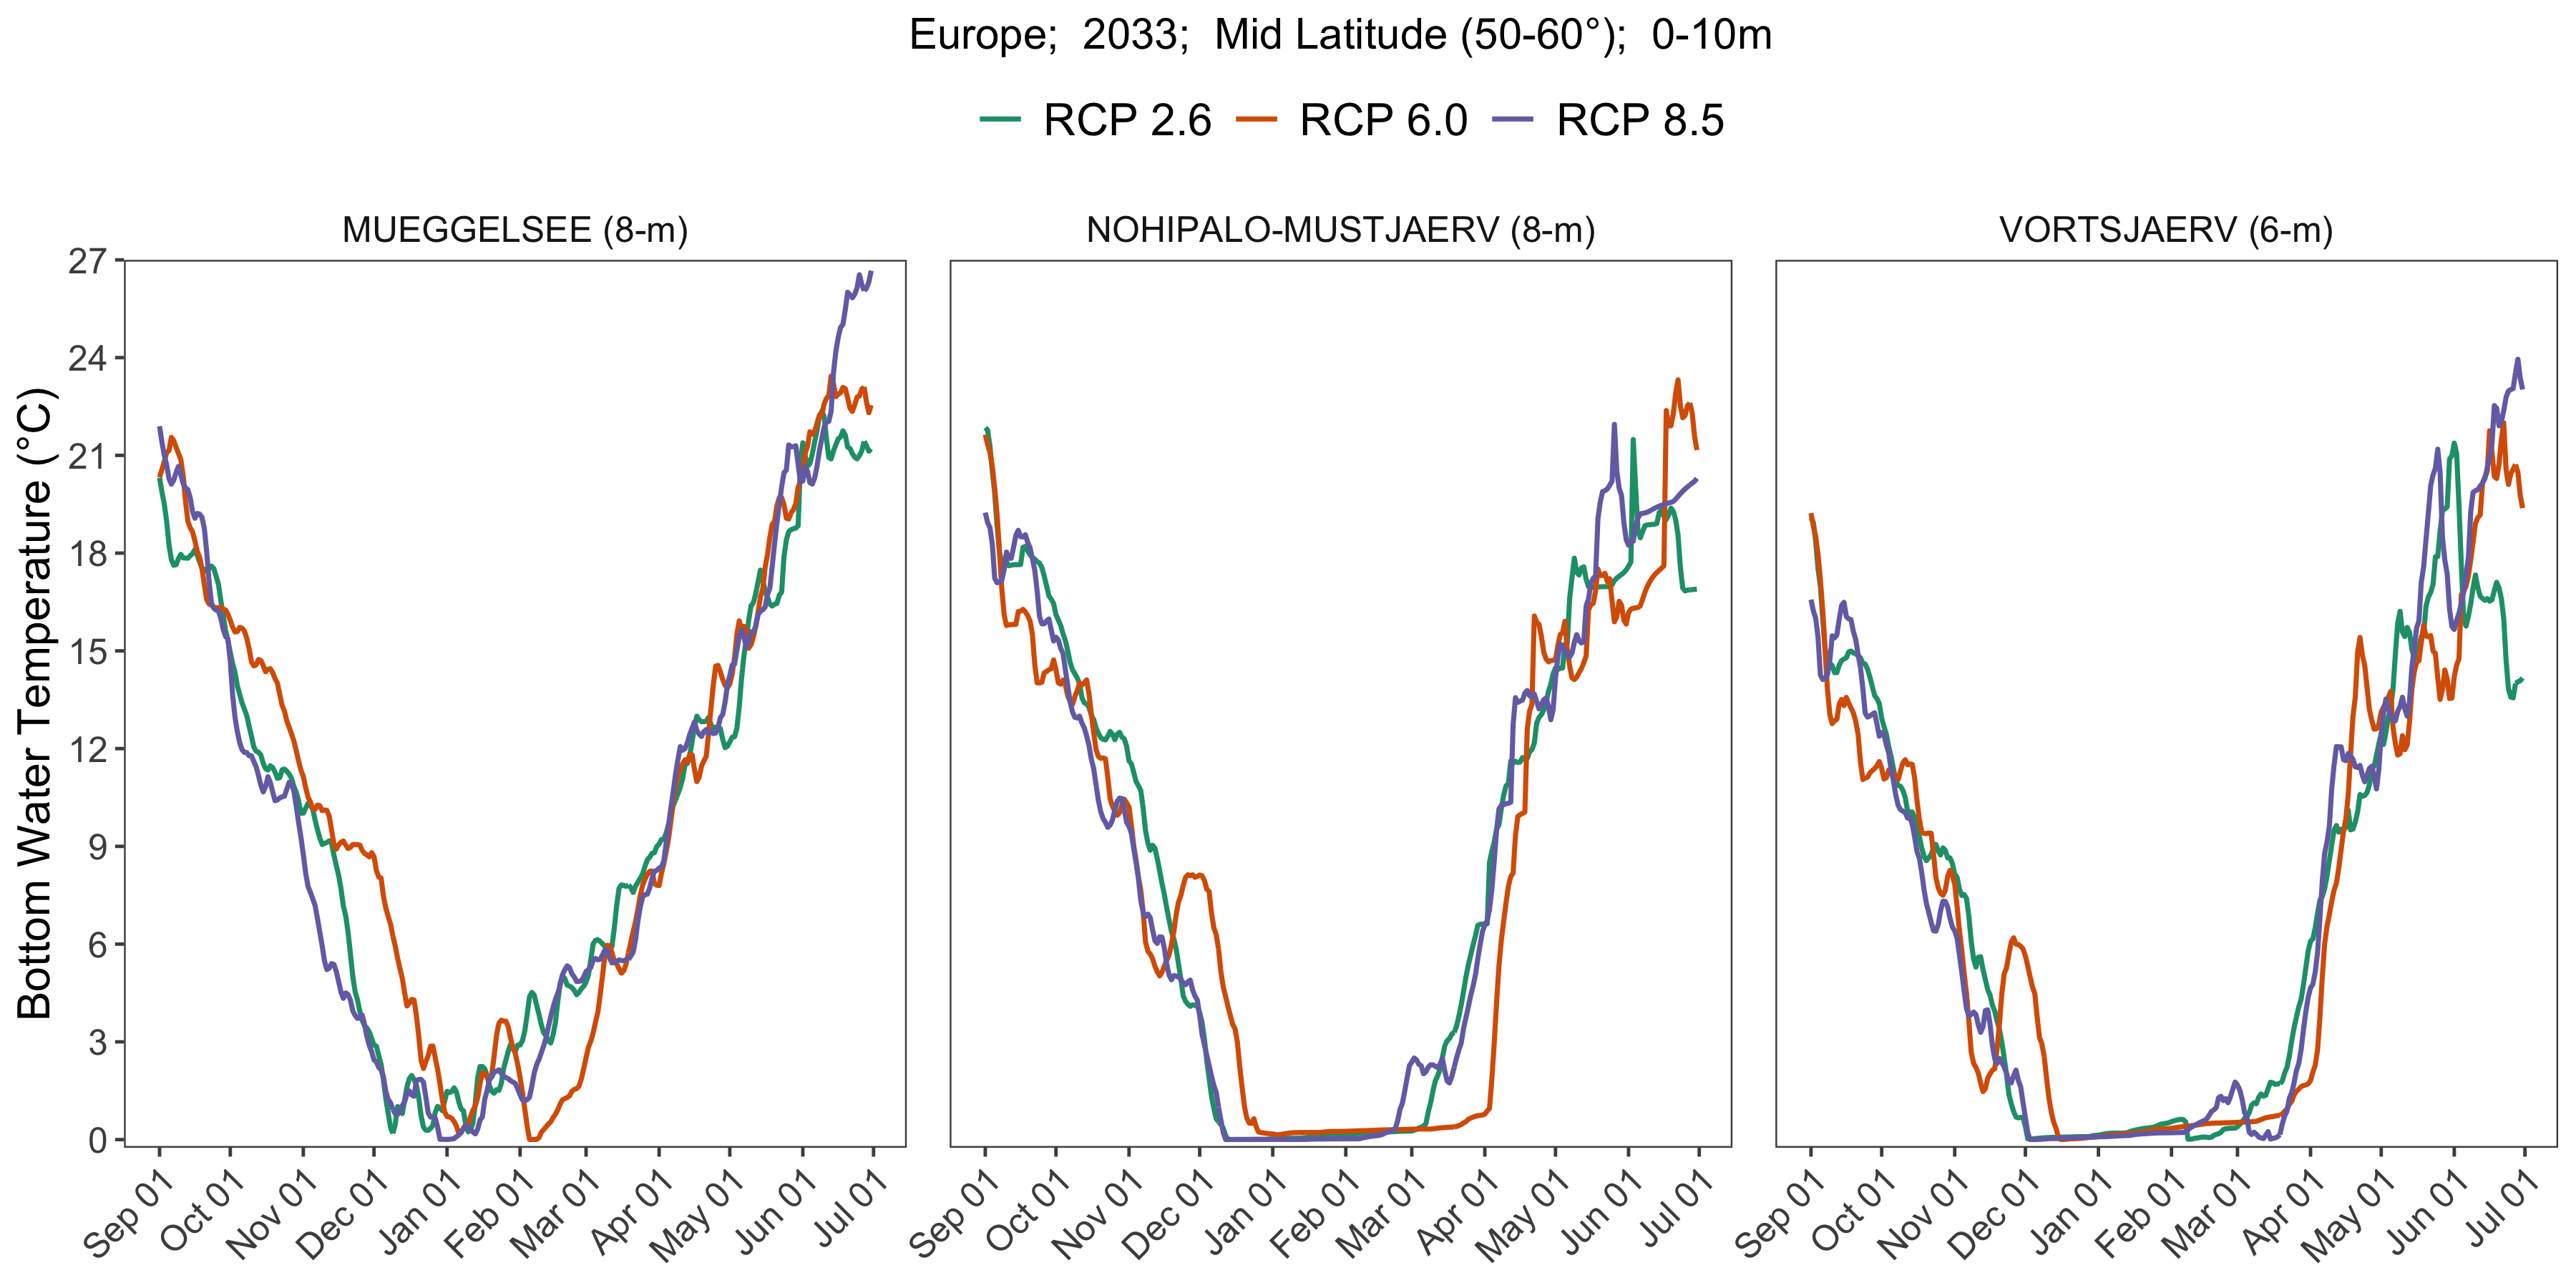 Europe;  2033;  Mid Latitude (50-60°);  0-10m
RCP 2.6 RCP 6.0 RCP 8.5
MUEGGELSEE (8-m) NOHIPALO-MUSTJAERV (8-m) VORTSJAERV (6-m)
Bottom Water Temperature (°C)
27
24
21
18
15
12
9
6
3
0
Sep 01 Oct 01 Nov 01 Dec 01 Jan 01 Feb 01 Mar 01 Apr 01 May 01 Jun 01 Jul 01 Sep 01 Oct 01 Nov 01 Dec 01 Jan 01 Feb 01 Mar 01 Apr 01 May 01 Jun 01 Jul 01 Sep 01 Oct 01 Nov 01 Dec 01 Jan 01 Feb 01 Mar 01 Apr 01 May 01 Jun 01 Jul 01